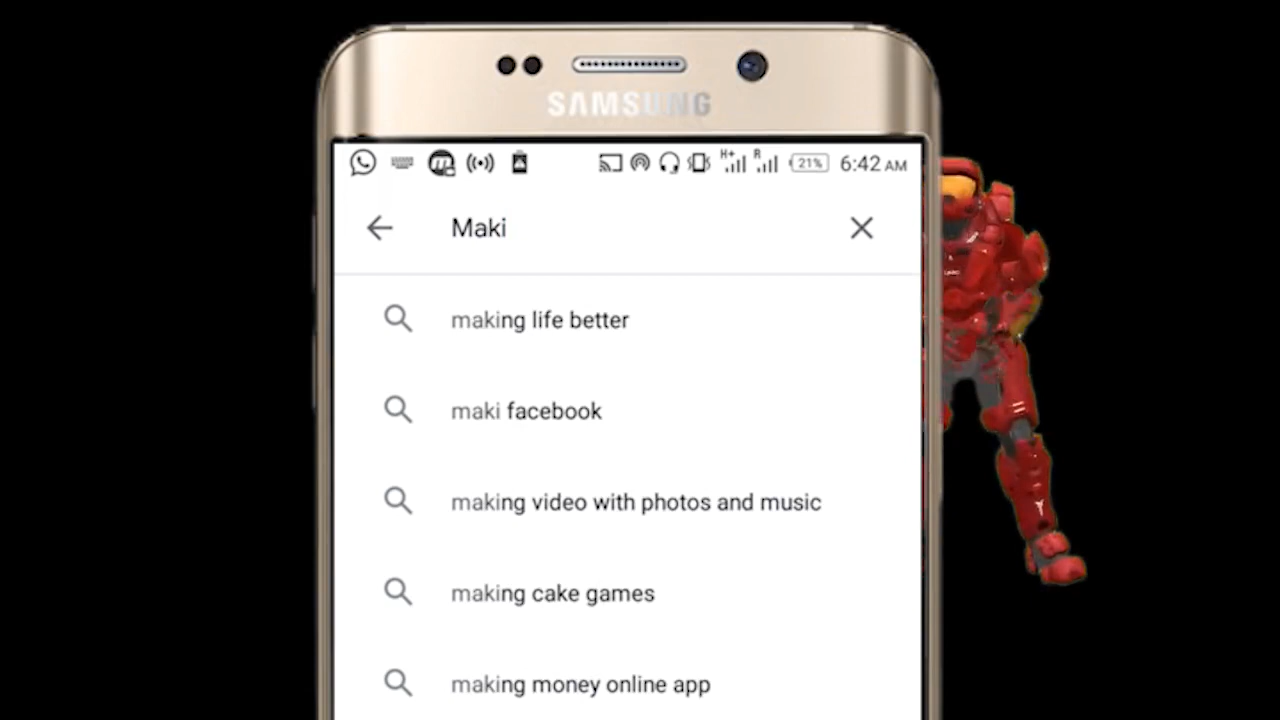 SAMSUNG
H+ R 21% 6:42 AM
Maki
making life better
maki facebook
making video with photos and music
making cake games
making money online app